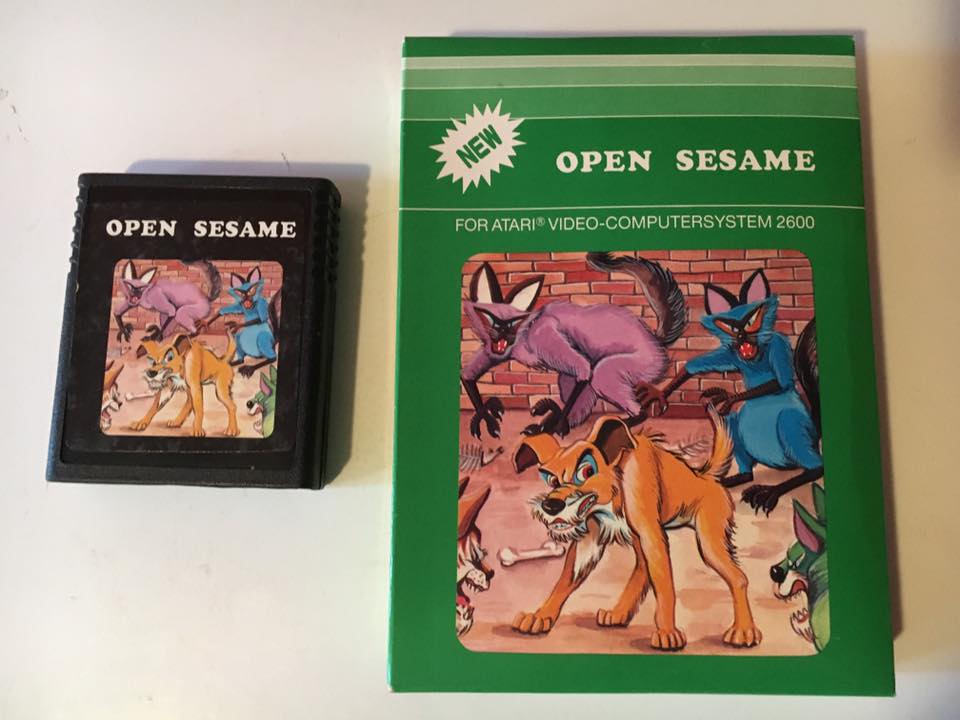 OPEN SESAME
NEW
OPEN SESAME
FOR ATARI® VIDEO-COMPUTERSYSTEM 2600